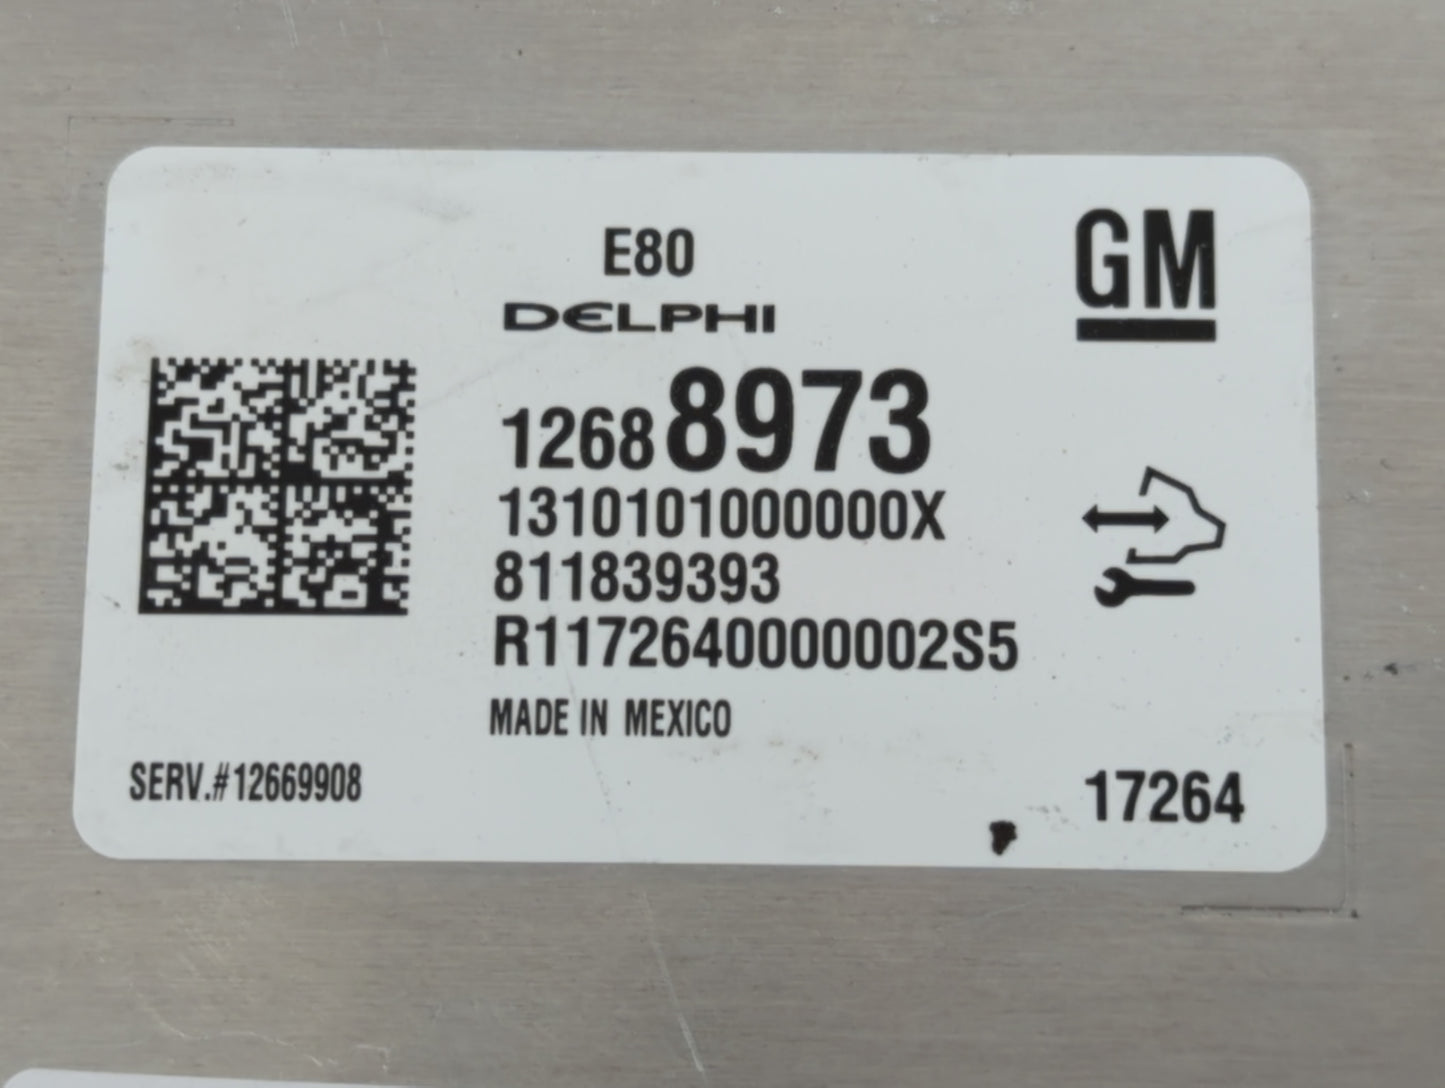 E80
DELPHI
GM
12688973
1310101000000X
811839393
R1172640000002S5
MADE IN MEXICO
SERV.#12669908
17264